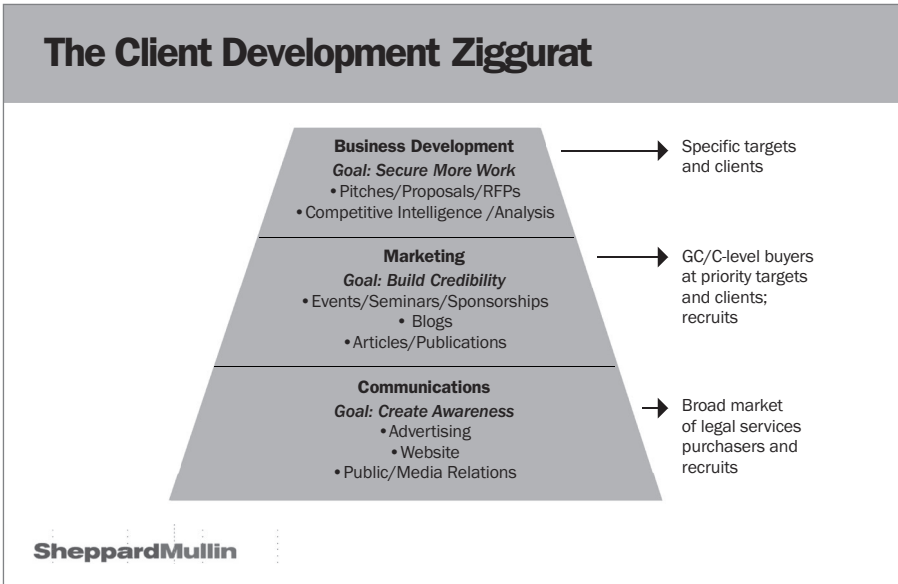 The Client Development Ziggurat
Business Development
Goal: Secure More Work
• Pitches/Proposals/RFPs
• Competitive Intelligence /Analysis
Specific targets
and clients
Marketing
Goal: Build Credibility
• Events/Seminars/Sponsorships
• Blogs
• Articles/Publications
GC/C-level buyers
at priority targets
and clients;
recruits
Communications
Goal: Create Awareness
• Advertising
• Website
• Public/Media Relations
Broad market
of legal services
purchasers and
recruits
SheppardMullin